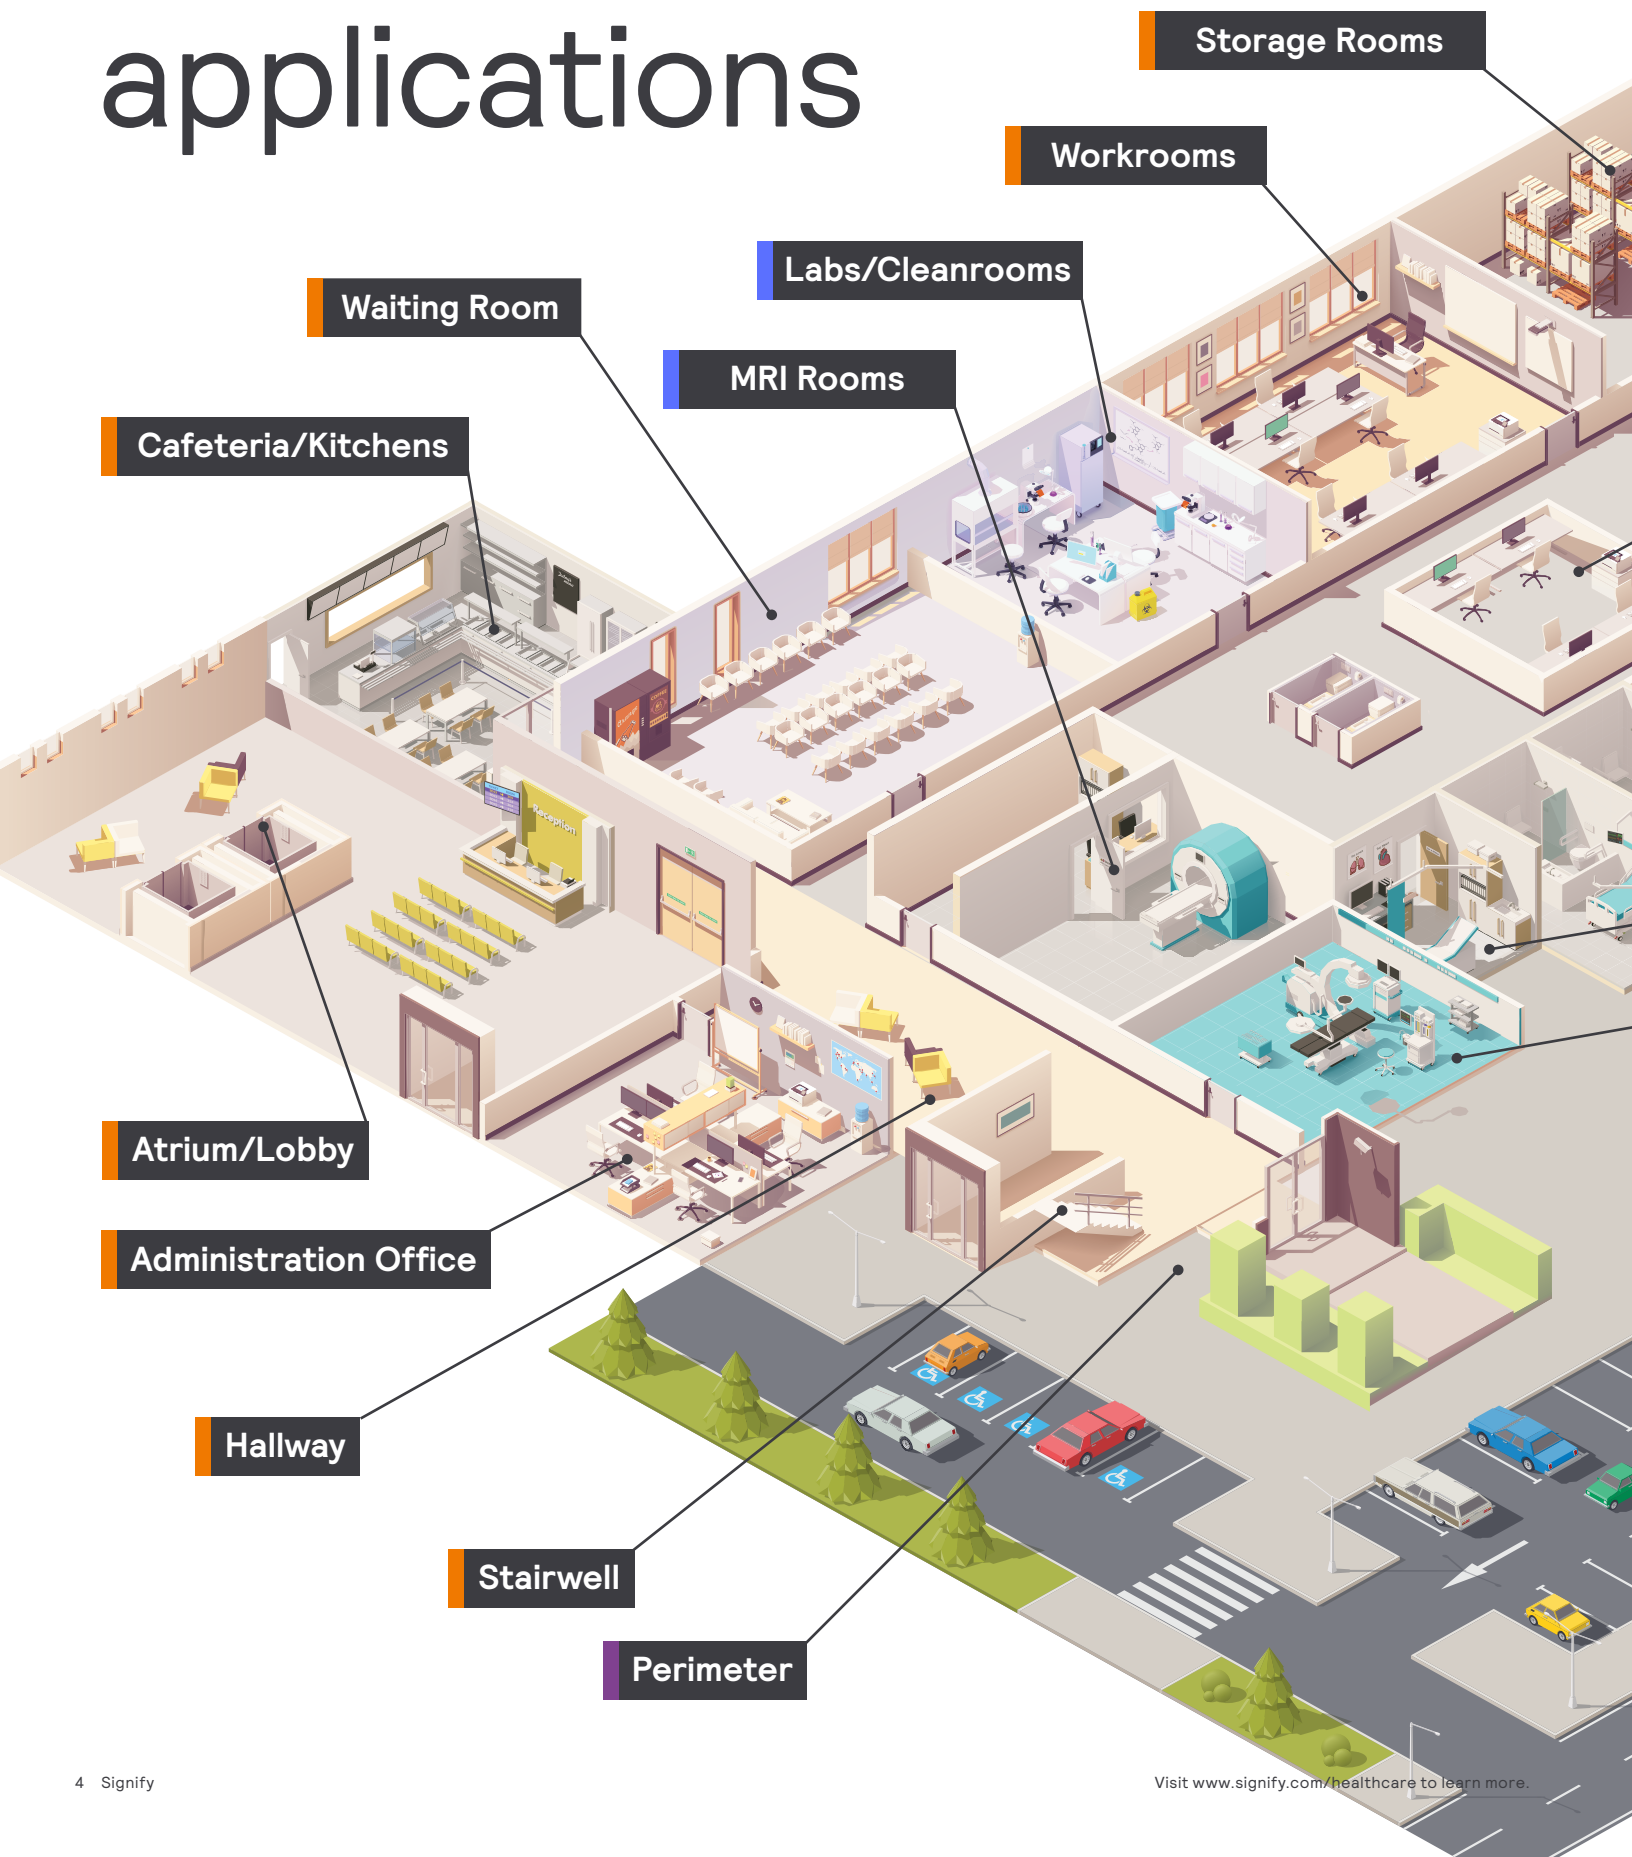 applications
Storage Rooms
Workrooms
Labs/Cleanrooms
Waiting Room
MRI Rooms
Cafeteria/Kitchens
Reception
Atrium/Lobby
Administration Office
Hallway
Stairwell
Perimeter
4 Signify
Visit www.signify.com/healthcare to learn more.